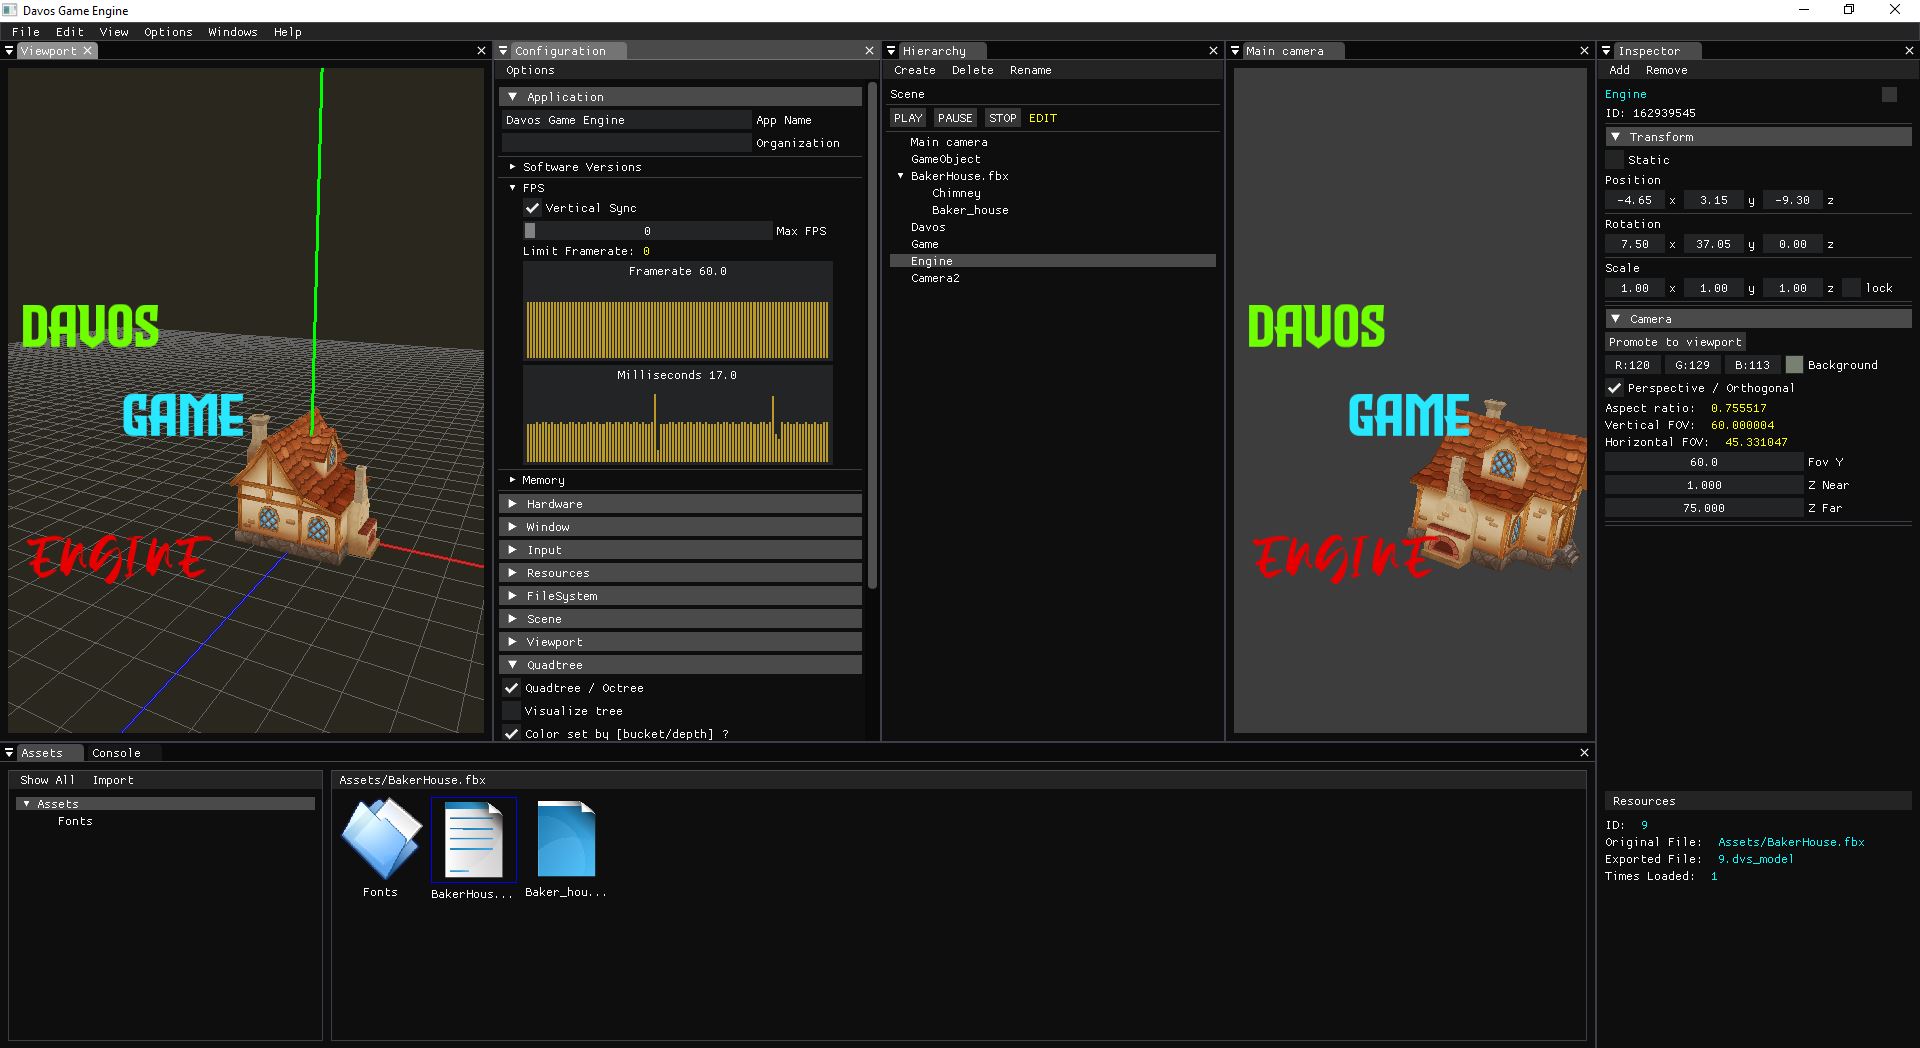 Davos Game Engine
File Edit View Options Windows Help
Viewport
DAVOS
GAME
ENGINE
Configuration
Options
Application
Davos Game Engine App Name
Organization
Software Versions
FPS
Vertical Sync
0 Max FPS
Limit Framerate: 0
Framerate 60.0
Milliseconds 17.0
Memory
Hardware
Window
Input
Resources
FileSystem
Scene
Viewport
Quadtree
Quadtree / Octree
Visualize tree
Color set by [bucket/depth] ?
Hierarchy
Create Delete Rename
Scene
PLAY PAUSE STOP EDIT
Main camera
GameObject
BakerHouse.fbx
Chimney
Baker_house
Davos
Game
Engine
Camera2
Main camera
DAVOS
GAME
ENGINE
Inspector
Add Remove
Engine
ID: 162939545
Transform
Static
Position
-4.65 x 3.15 y -9.30 z
Rotation
7.50 x 37.05 y 0.00 z
Scale
1.00 x 1.00 y 1.00 z lock
Camera
Promote to viewport
R:120 G:129 B:113 Background
Perspective / Orthogonal
Aspect ratio: 0.755517
Vertical FOV: 60.000004
Horizontal FOV: 45.331047
60.0 Fov Y
1.000 Z Near
75.000 Z Far
Resources
ID: 9
Original File: Assets/BakerHouse.fbx
Exported File: 9.dvs_model
Times Loaded: 1
Assets Console
Show All Import
Assets
Fonts
Assets/BakerHouse.fbx
Fonts
BakerHous...
Baker_hou...